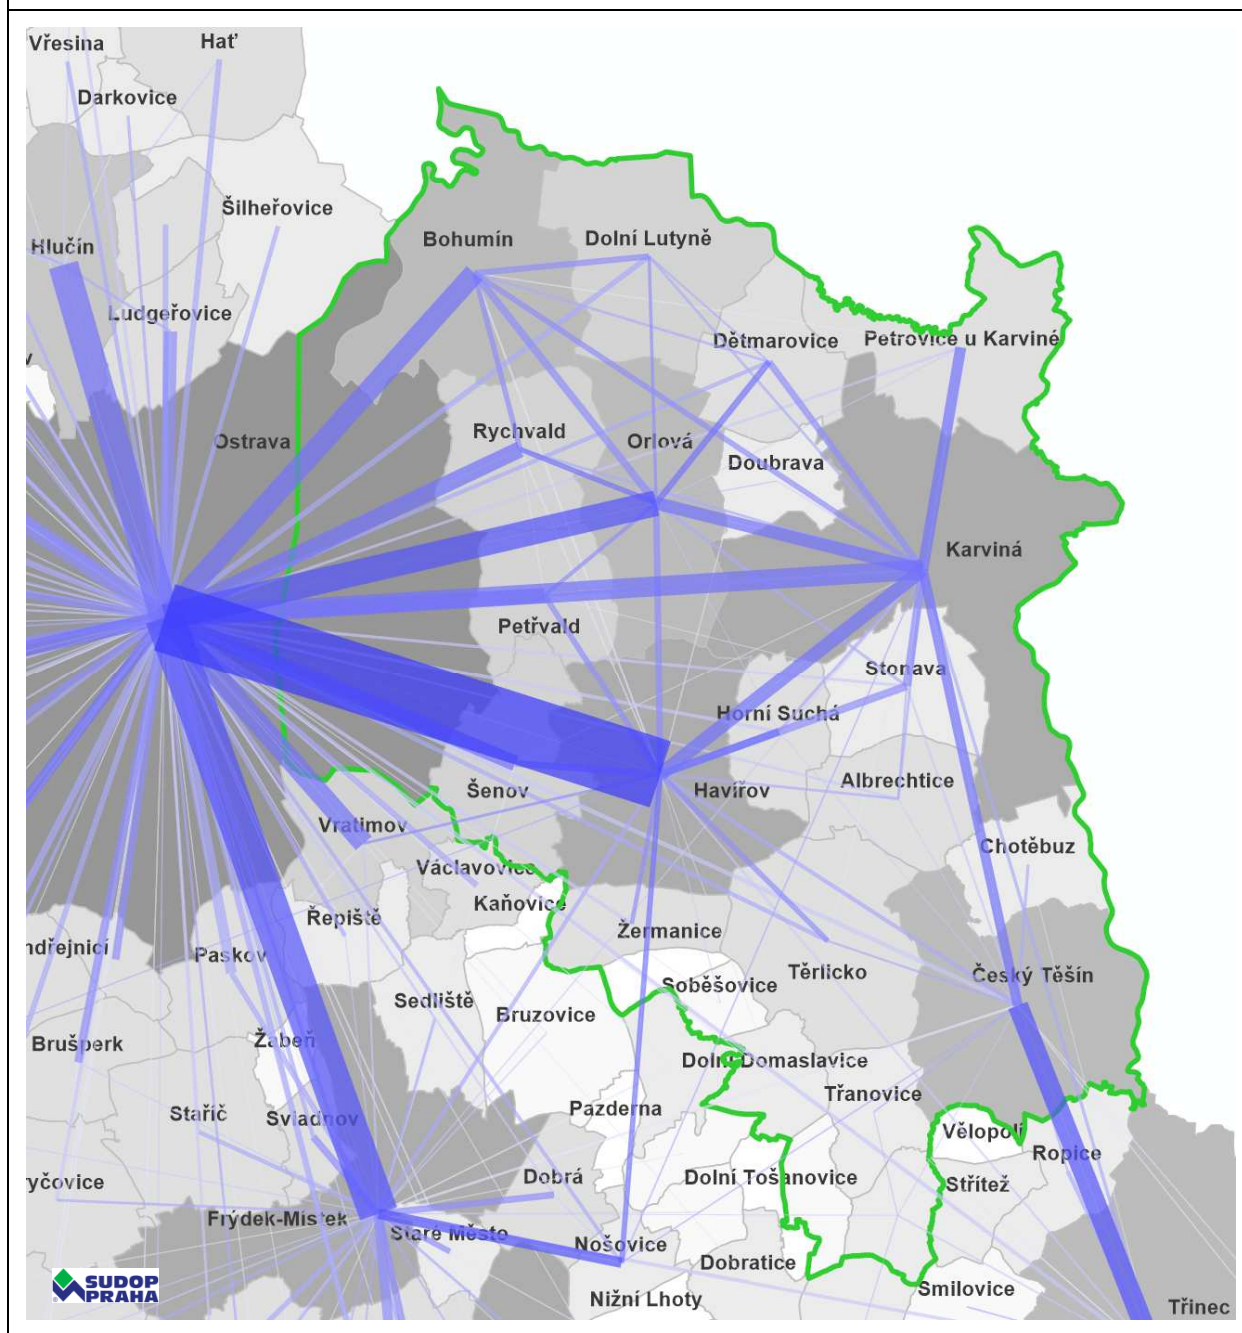 Vřesina
Hať
Darkovice
Šilheřovice
Hlučín
Bohumín
Dolní Lutyně
Ludgeřovice
Dětmarovice
Petrovice u Karviné
v
Ostrava
Rychvald
Orlová
Doubrava
Karviná
Petřvald
Stonava
Horní Suchá
Šenov
Havířov
Albrechtice
Vratimov
Chotěbuz
Václavovice
Kaňovice
Řepiště
Žermanice
ndřejnicí
Paskov
Těrlicko
Český Těšín
Sedliště
Soběšovice
Bruzovice
Brušperk
Žabeň
Dolní Domaslavice
Třanovice
Stařič
Sviadnov
Pazderna
Vělopolí
Ropice
ryčovice
Dobrá
Dolní Tošanovice
Střítež
Frýdek-Místek
Staré Město
Nošovice
Dobratice
SUDOP
PRAHA
Nižní Lhoty
Smilovice
Třinec